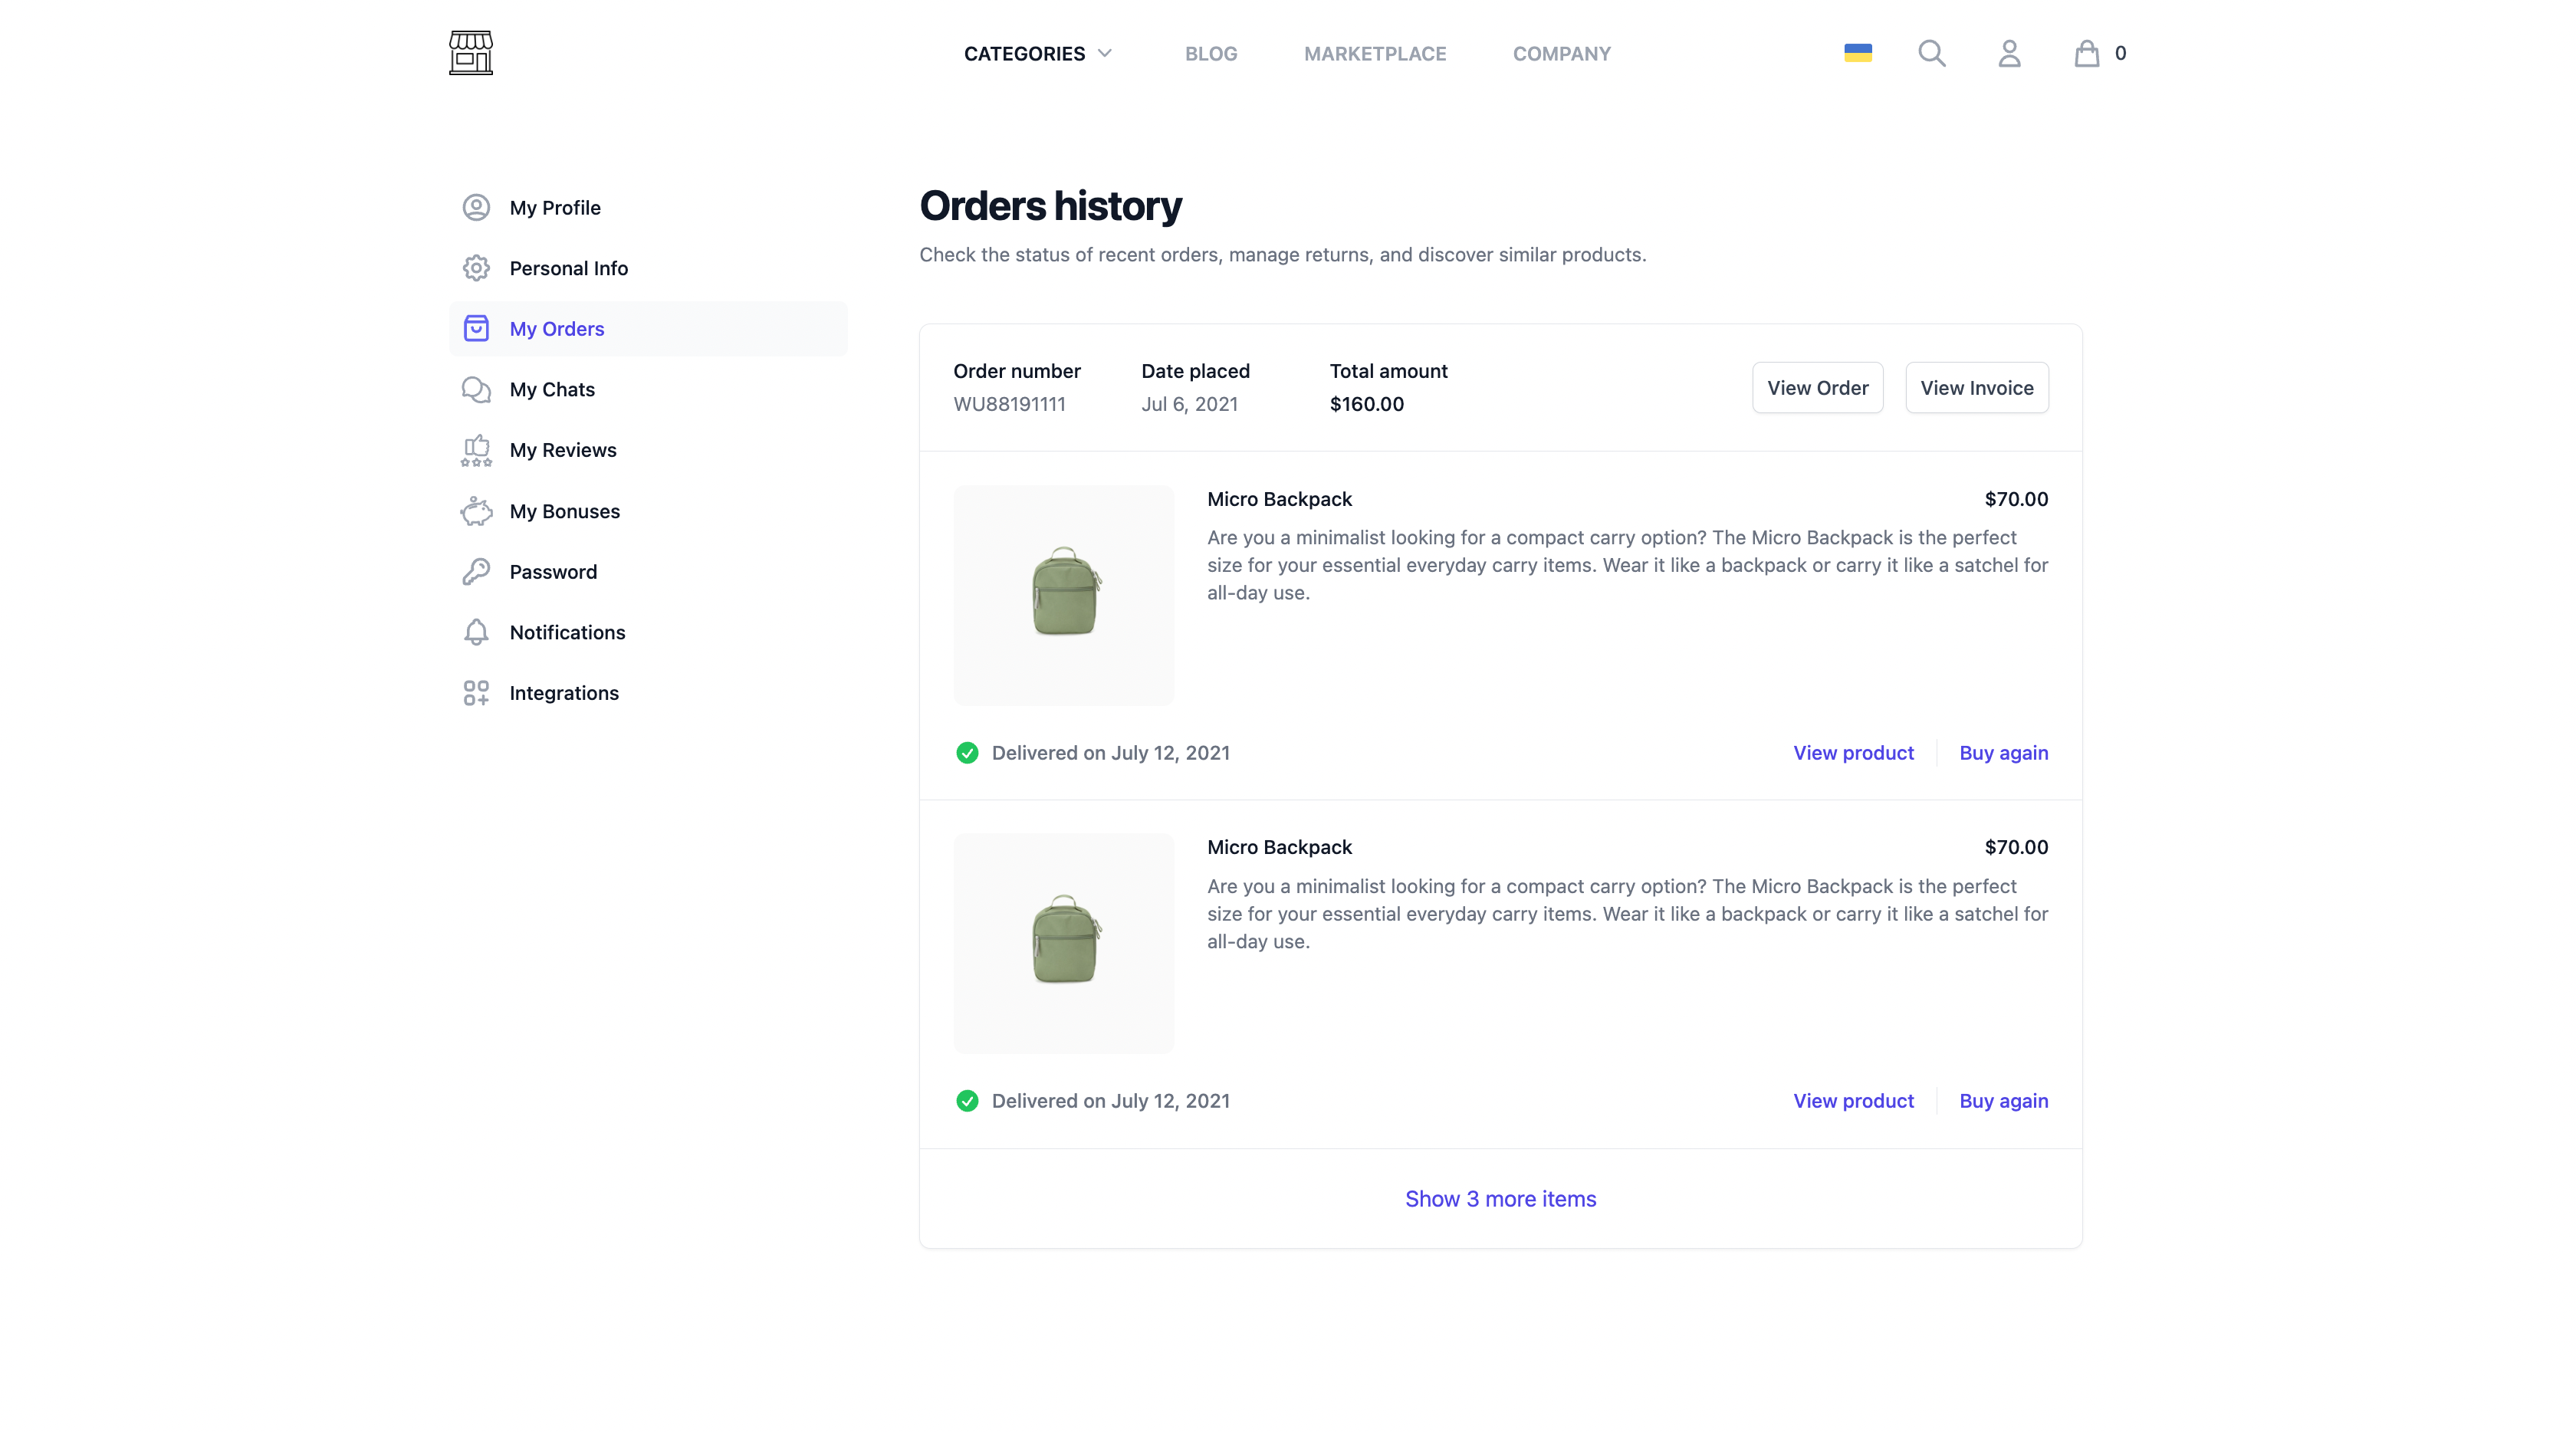 CATEGORIES
BLOG
MARKETPLACE
COMPANY
0
My Profile
Personal Info
My Orders
My Chats
My Reviews
My Bonuses
Password
Notifications
Integrations
Orders history
Check the status of recent orders, manage returns, and discover similar products.
Order number
WU88191111
Date placed
Jul 6, 2021
Total amount
$160.00
View Order
View Invoice
Micro Backpack
$70.00
Are you a minimalist looking for a compact carry option? The Micro Backpack is the perfect
size for your essential everyday carry items. Wear it like a backpack or carry it like a satchel for
all-day use.
Delivered on July 12, 2021
View product
Buy again
Micro Backpack
$70.00
Are you a minimalist looking for a compact carry option? The Micro Backpack is the perfect
size for your essential everyday carry items. Wear it like a backpack or carry it like a satchel for
all-day use.
Delivered on July 12, 2021
View product
Buy again
Show 3 more items